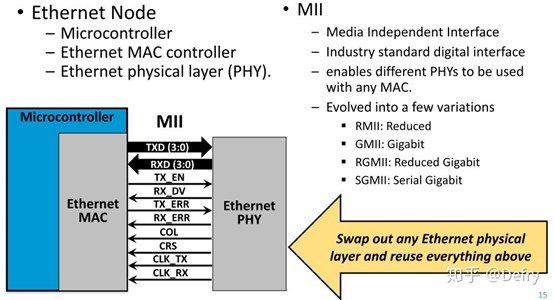 • Ethernet Node
– Microcontroller
– Ethernet MAC controller
– Ethernet physical layer (PHY).
• MII
– Media Independent Interface
– Industry standard digital interface
– enables different PHYs to be used
with any MAC.
– Evolved into a few variations
▪ RMII: Reduced
▪ GMII: Gigabit
▪ RGMII: Reduced Gigabit
▪ SGMII: Serial Gigabit
Microcontroller
MII
Ethernet
MAC
TXD (3:0)
RXD (3:0)
TX_EN
RX_DV
TX_ERR
RX_ERR
COL
CRS
CLK_TX
CLK_RX
Ethernet
PHY
Swap out any Ethernet physical
layer and reuse everything above
知乎 @Defry
15